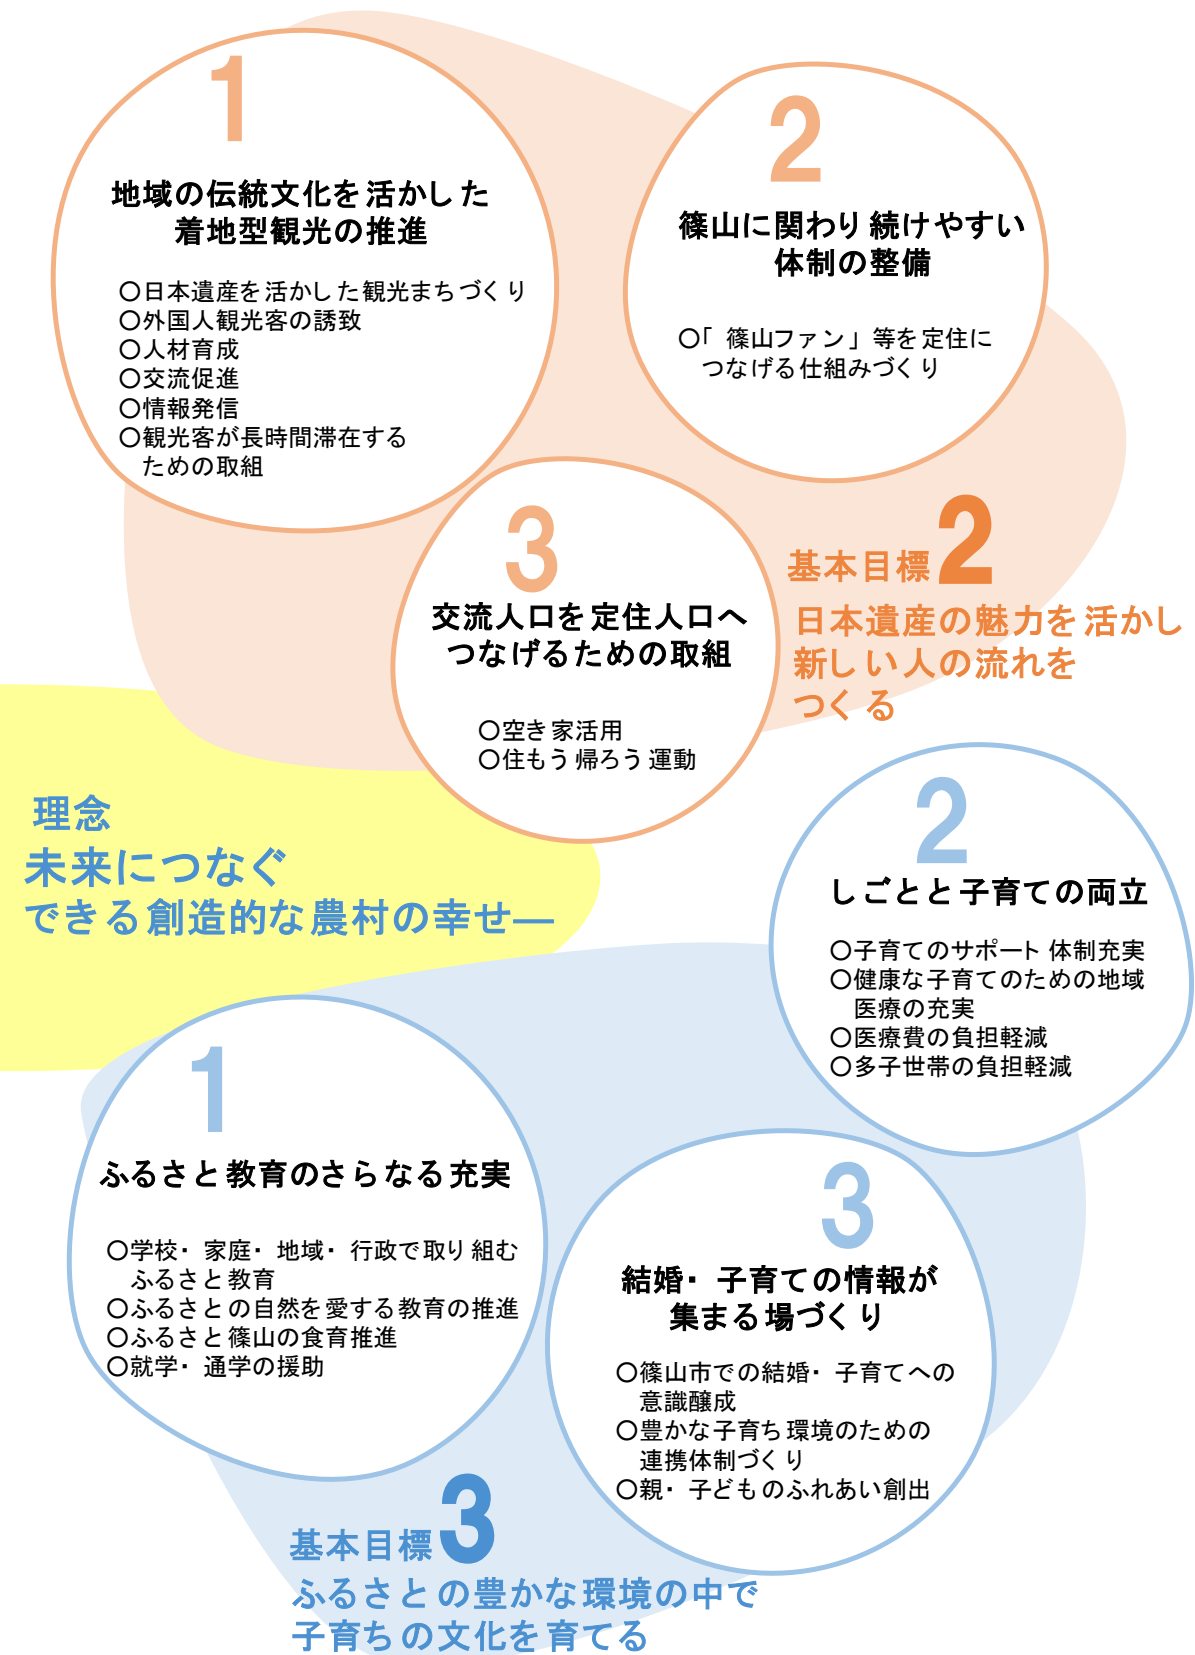 1
地域の伝統文化を活かした
着地型観光の推進
〇日本遺産を活かした観光まちづくり
〇外国人観光客の誘致
〇人材育成
〇交流促進
〇情報発信
〇観光客が長時間滞在する
ための取組
2
篠山に関わり続けやすい
体制の整備
〇「篠山ファン」等を定住に
つなげる仕組みづくり
3
交流人口を定住人口へ
つなげるための取組
〇空き家活用
〇住もう帰ろう運動
基本目標2
日本遺産の魅力を活かし
新しい人の流れを
つくる
理念
未来につなぐ
できる創造的な農村の幸せ―
2
しごとと子育ての両立
〇子育てのサポート体制充実
〇健康な子育てのための地域
医療の充実
〇医療費の負担軽減
〇多子世帯の負担軽減
1
ふるさと教育のさらなる充実
〇学校・家庭・地域・行政で取り組む
ふるさと教育
〇ふるさとの自然を愛する教育の推進
〇ふるさと篠山の食育推進
〇就学・通学の援助
3
結婚・子育ての情報が
集まる場づくり
〇篠山市での結婚・子育てへの
意識醸成
〇豊かな子育ち環境のための
連携体制づくり
〇親・子どものふれあい創出
基本目標3
ふるさとの豊かな環境の中で
子育ちの文化を育てる